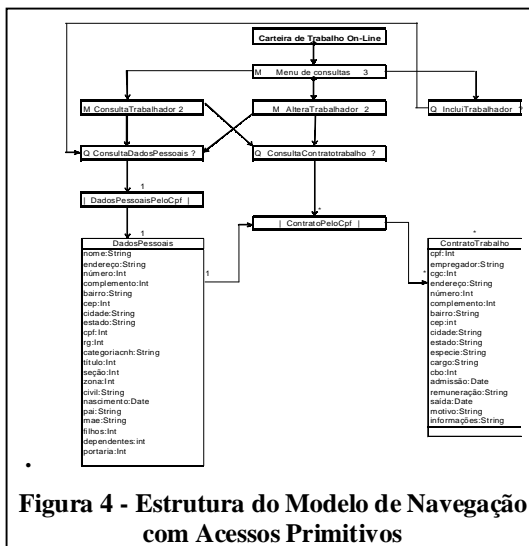 Carteira de Trabalho On-Line
M Menu de consultas 3
M ConsultaTrabalhador 2
M AlteraTrabalhador 2
Q IncluiTrabalhador
Q ConsultaDadosPessoais ?
Q ConsultaContratotrabalho ?
1
| DadosPessoaisPeloCpf |
*
| ContratoPeloCpf |
1
DadosPessoais
nome:String
endereço:String
número:Int
complemento:Int
bairro:String
cep:Int
cidade:String
estado:String
cpf:Int
rg:Int
categoriacnh:String
título:Int
seção:Int
zona:Int
civil:String
nascimento:Date
pai:String
mae:String
filhos:Int
dependentes:int
portaria:Int
1
*
*
ContratoTrabalho
cpf:Int
empregador:String
cgc:Int
endereço:String
número:Int
complemento:Int
bairro:String
cep:int
cidade:String
estado:String
especie:String
cargo:String
cbo:Int
admissão:Date
remuneração:String
saída:Date
motivo:String
informações:String
Figura 4 - Estrutura do Modelo de Navegação
com Acessos Primitivos